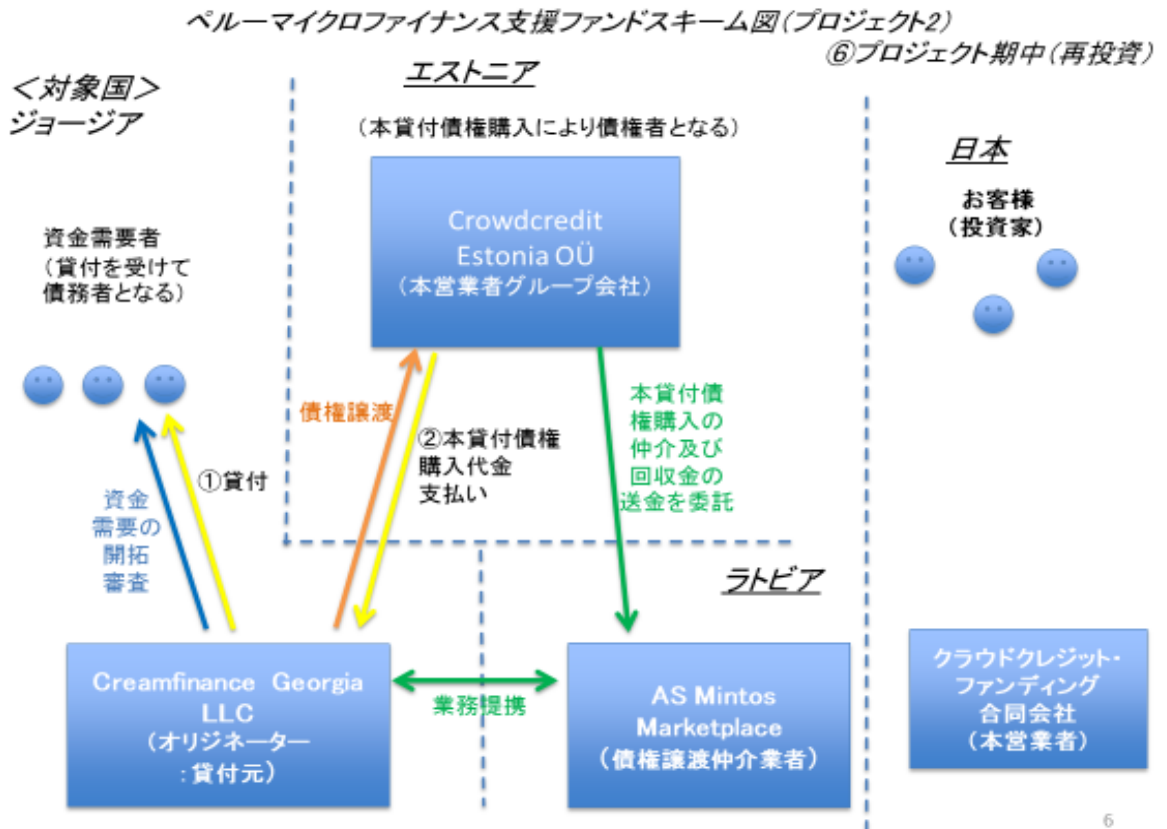 ペルーマイクロファイナンス支援ファンドスキーム図(プロジェクト2)
⑥プロジェクト期中(再投資)
＜対象国＞
ジョージア
エストニア
(本貸付債権購入により債権者となる)
日本
お客様
(投資家)
Crowdcredit
Estonia OÜ
(本営業者グループ会社)
資金需要者
(貸付を受けて
債務者となる)
債権譲渡
②本貸付債権
購入代金
支払い
本貸付債
権購入の
仲介及び
回収金の
送金を委託
①貸付
資金
需要の
開拓
審査
ラトビア
Creamfinance Georgia
LLC
(オリジネーター
:貸付元)
業務提携
AS Mintos
Marketplace
(債権譲渡仲介業者)
クラウドクレジット・
ファンディング
合同会社
(本営業者)
6